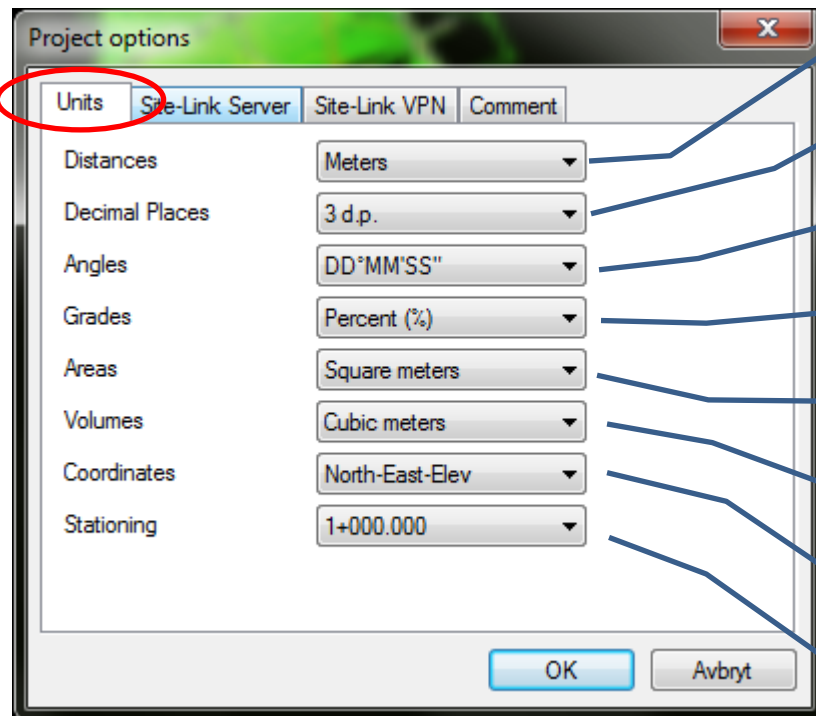 Project options
Units Site-Link Server Site-Link VPN Comment
Distances Meters
Decimal Places 3 d.p.
Angles DD°MM'SS"
Grades Percent (%)
Areas Square meters
Volumes Cubic meters
Coordinates North-East-Elev
Stationing 1+000.000
OK Avbryt